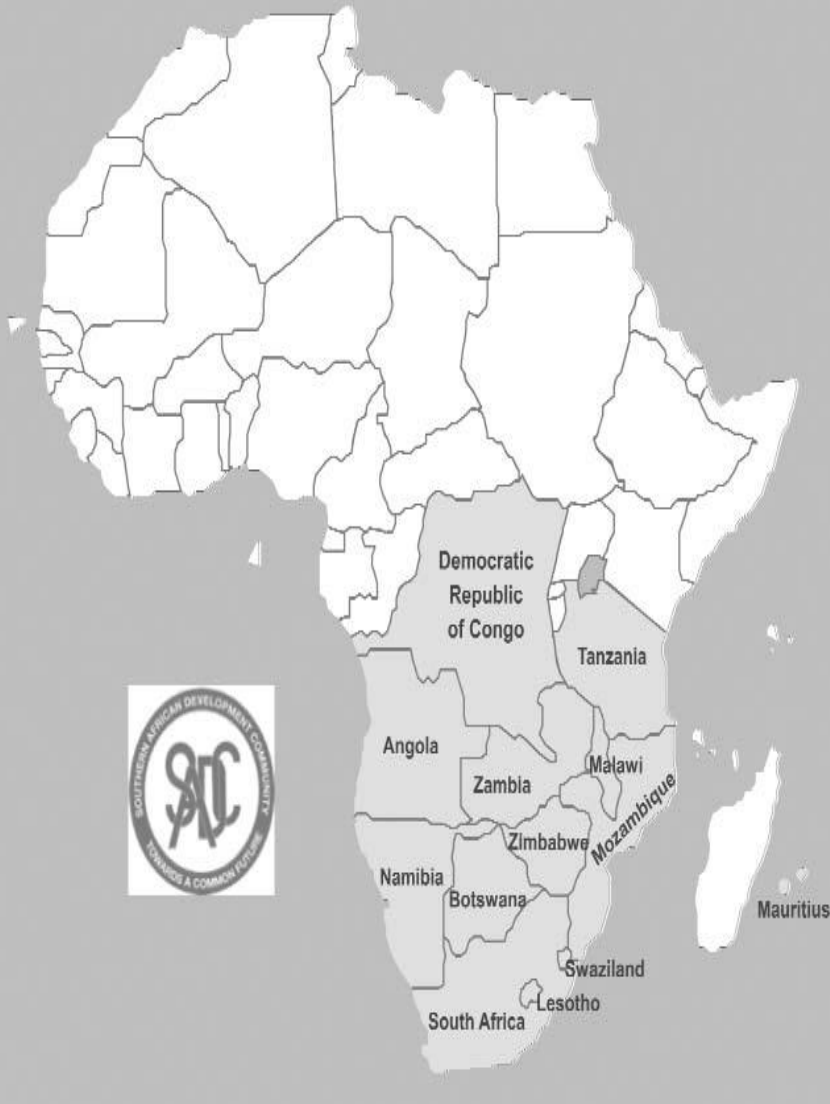 Democratic
Republic
of Congo
Tanzania
SOUTHERN AFRICAN DEVELOPMENT COMMUNITY
SADC
TOWARDS A COMMON FUTURE
Angola
Malawi
Zambia
Mozambique
Zimbabwe
Namibia
Botswana
Mauritius
Swaziland
Lesotho
South Africa